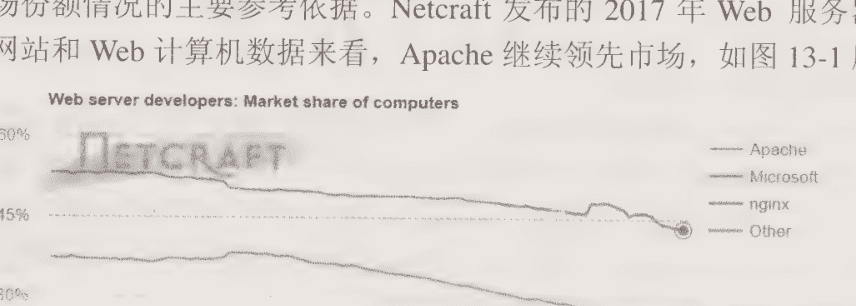 场份额情况的主要参考依据。Netcraft 发布的 2017 年 Web 服务
网站和 Web 计算机数据来看，Apache 继续领先市场，如图 13-1
Web server developers: Market share of computers
60%
NETCRAFT
Apache
Microsoft
45%
nginx
Other
30%